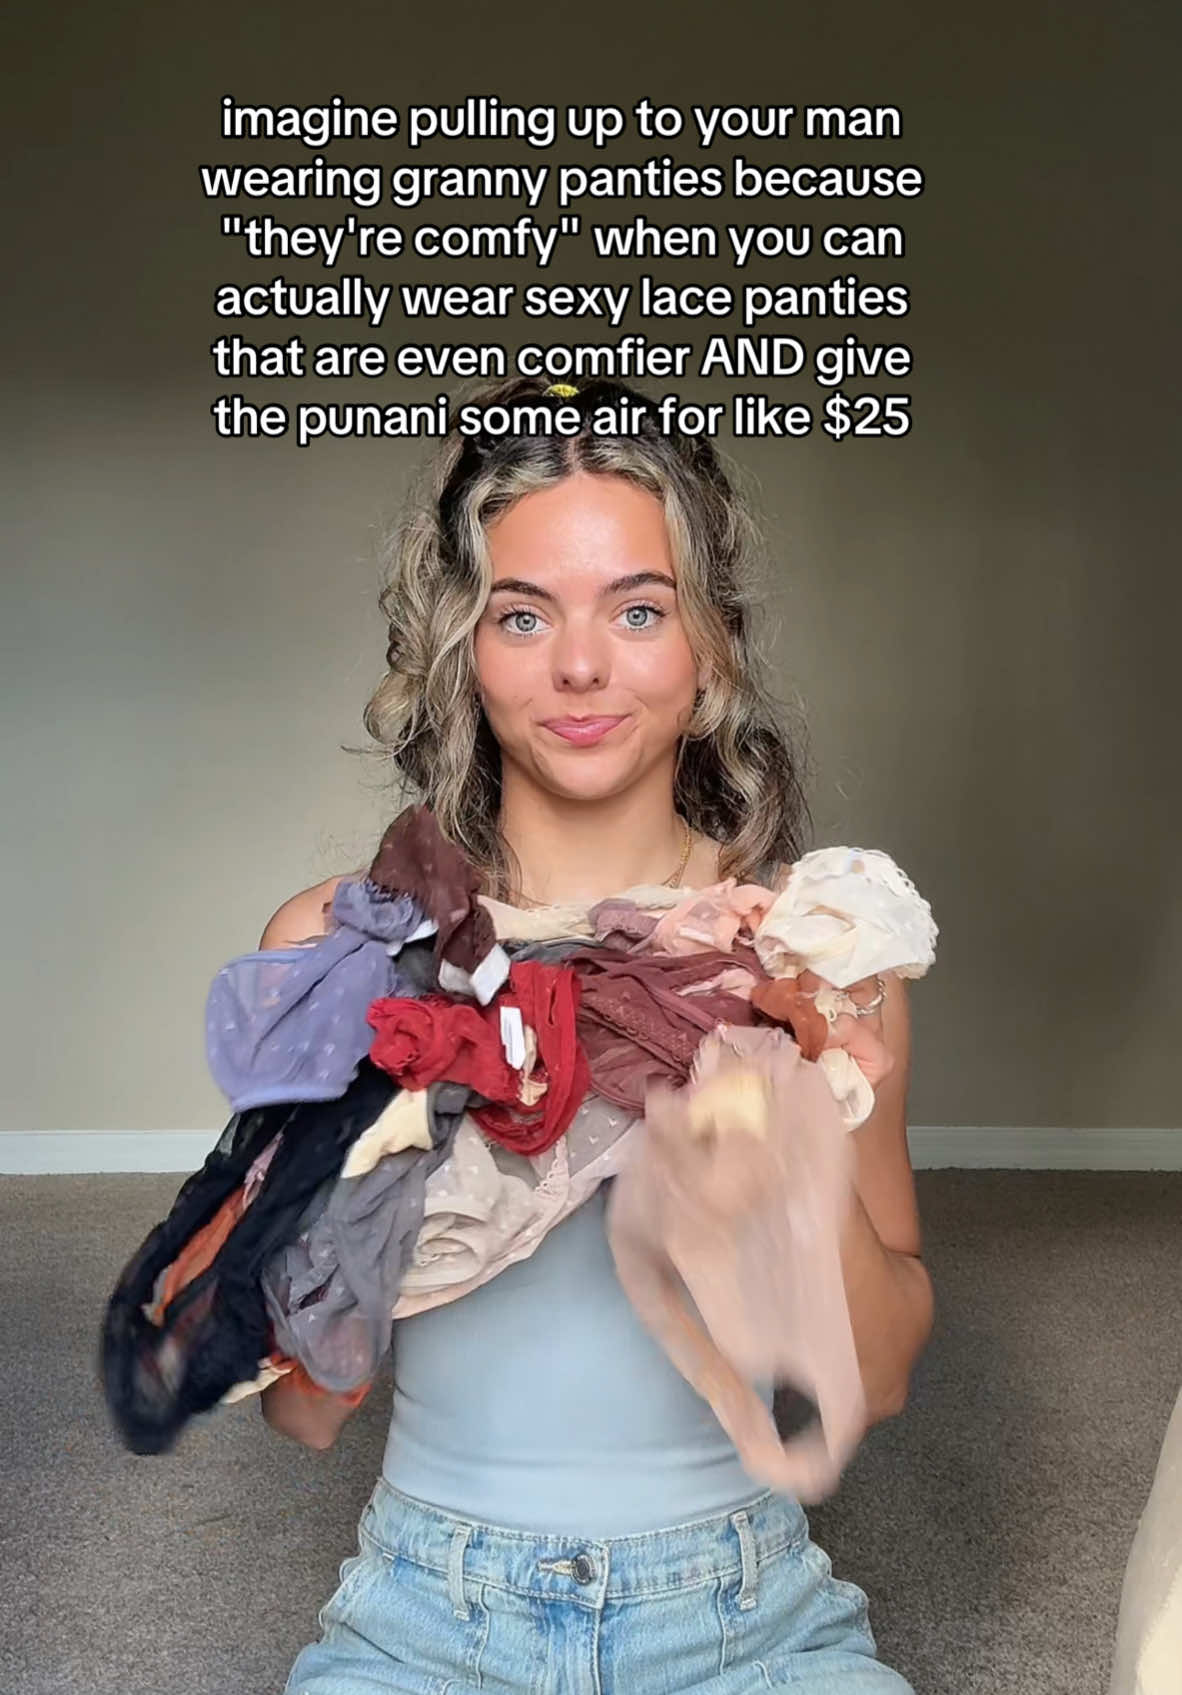 imagine pulling up to your man
wearing granny panties because
"they're comfy" when you can
actually wear sexy lace panties
that are even comfier AND give
the punani some air for like $25